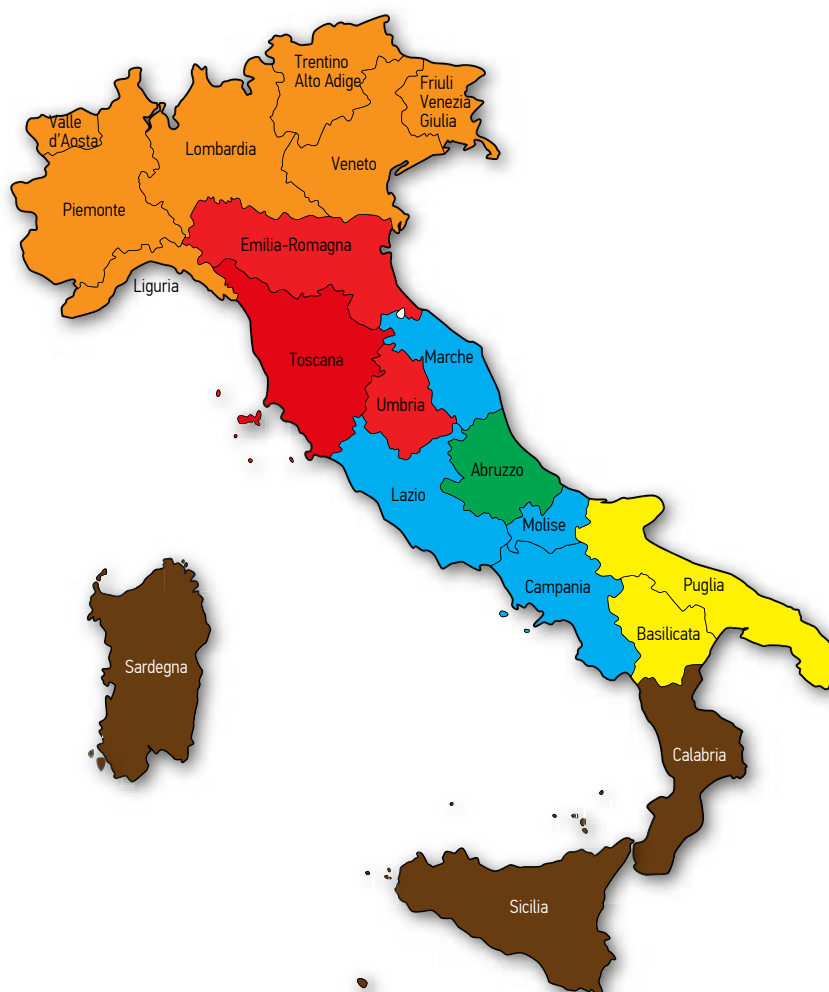 Trentino
Alto Adige
Friuli
Venezia
Giulia
Valle
d'Aosta
Lombardia
Veneto
Piemonte
Emilia-Romagna
Liguria
Toscana
Marche
Umbria
Abruzzo
Lazio
Molise
Campania
Puglia
Basilicata
Sardegna
Calabria
Sicilia